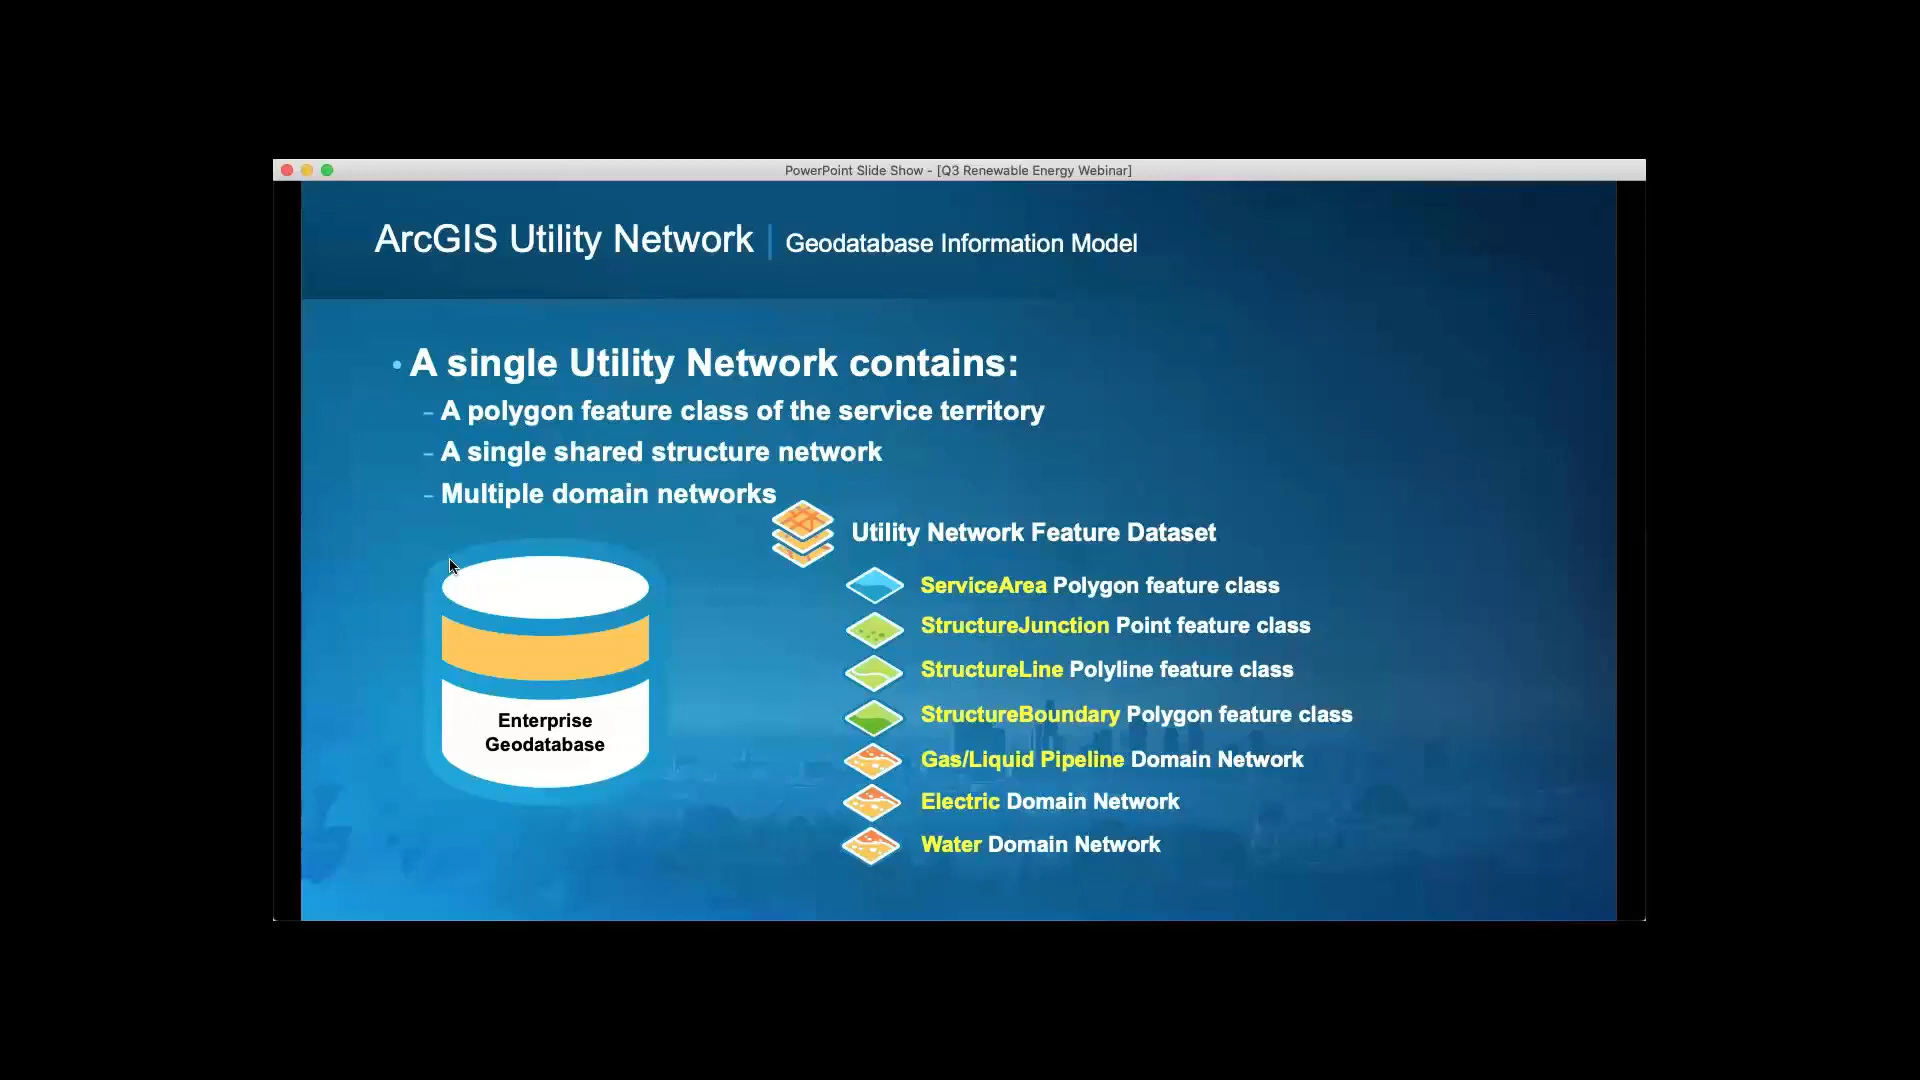 PowerPoint Slide Show - [Q3 Renewable Energy Webinar]
ArcGIS Utility Network | Geodatabase Information Model
• A single Utility Network contains:
– A polygon feature class of the service territory
– A single shared structure network
– Multiple domain networks
Utility Network Feature Dataset
ServiceArea Polygon feature class
StructureJunction Point feature class
StructureLine Polyline feature class
StructureBoundary Polygon feature class
Gas/Liquid Pipeline Domain Network
Electric Domain Network
Water Domain Network
Enterprise
Geodatabase